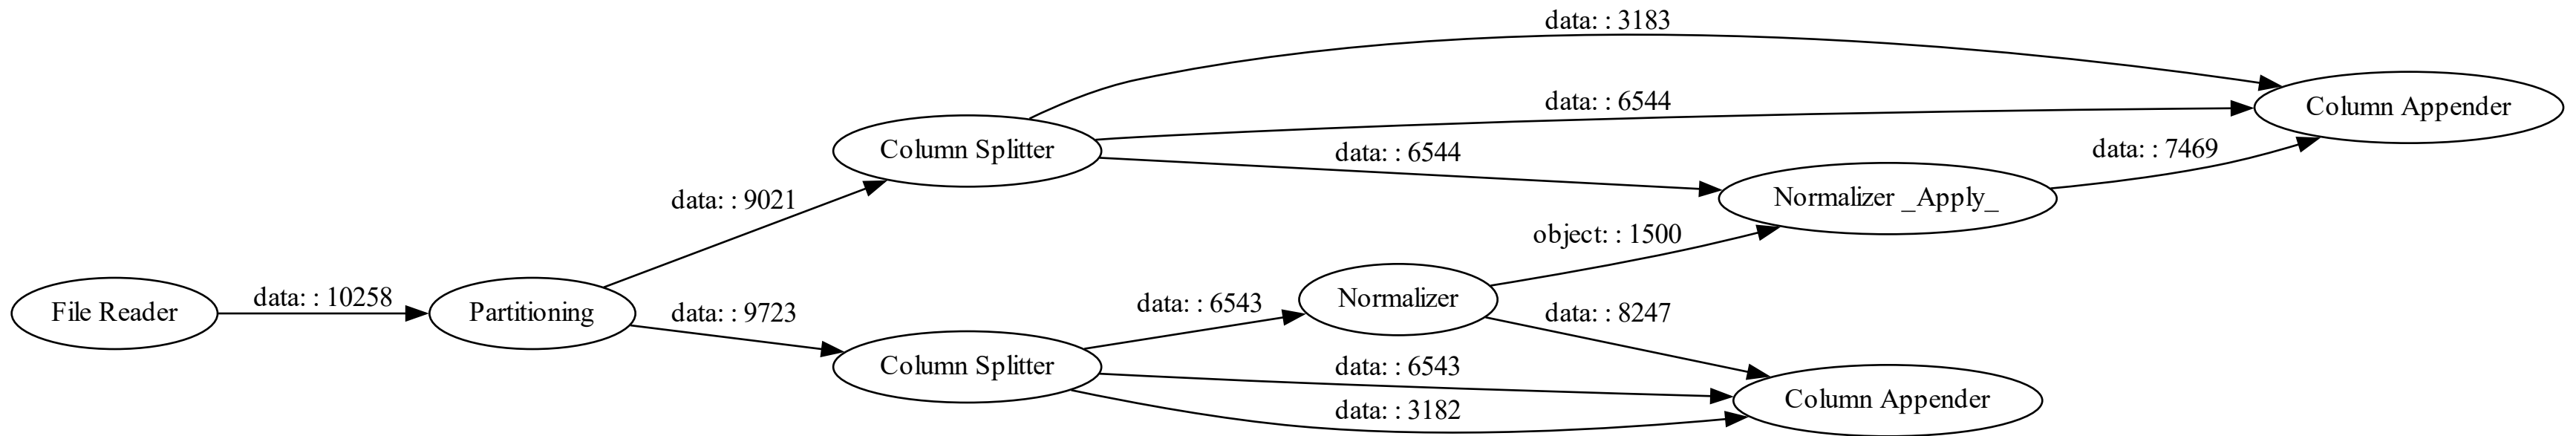 data: : 3183
data: : 6544
Column Appender
Column Splitter
data: : 6544
data: : 7469
data: : 9021
Normalizer _Apply_
object: : 1500
File Reader
data: : 10258
Partitioning
data: : 9723
data: : 6543
Normalizer
data: : 8247
Column Splitter
data: : 6543
data: : 3182
Column Appender